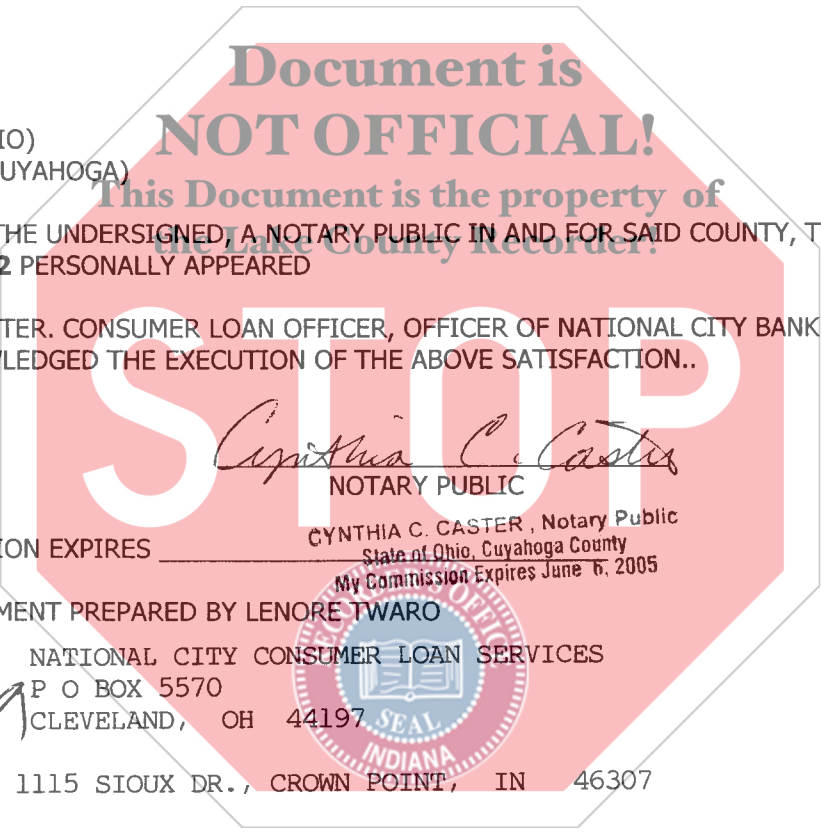 Document is
NOT OFFICIAL!
IO)
UYAHOGA)
This Document is the property of
the Lake County Recorder!
THE UNDERSIGNED, A NOTARY PUBLIC IN AND FOR SAID COUNTY, T
2 PERSONALLY APPEARED
TER. CONSUMER LOAN OFFICER, OFFICER OF NATIONAL CITY BANK
LEDGED THE EXECUTION OF THE ABOVE SATISFACTION..
STOP
Cynthia C. Caster
NOTARY PUBLIC
CYNTHIA C. CASTER , Notary Public
ION EXPIRES
State of Ohio, Cuyahoga County
My Commission Expires June 6, 2005
MENT PREPARED BY LENORE TWARO
RECORDER'S OFFICE
NATIONAL CITY CONSUMER LOAN SERVICES
P O BOX 5570
CLEVELAND, OH 44197
SEAL
INDIANA
1115 SIOUX DR., CROWN POINT, IN 46307